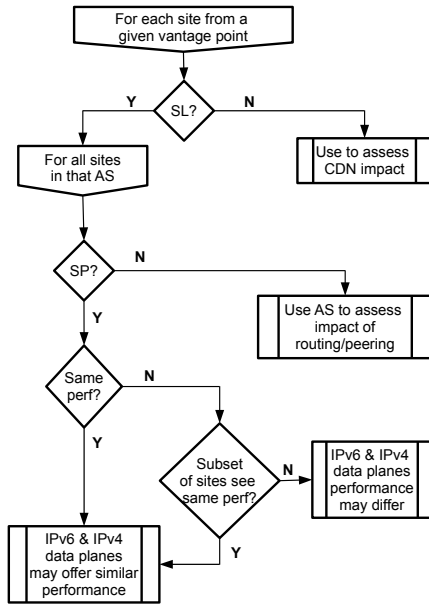 For each site from a
given vantage point
Y
SL?
N
For all sites
in that AS
Use to assess
CDN impact
SP?
N
Y
Use AS to assess
impact of
routing/peering
Same
perf?
N
Y
Subset
of sites see
same perf?
N
IPv6 & IPv4
data planes
performance
may differ
Y
IPv6 & IPv4
data planes
may offer similar
performance